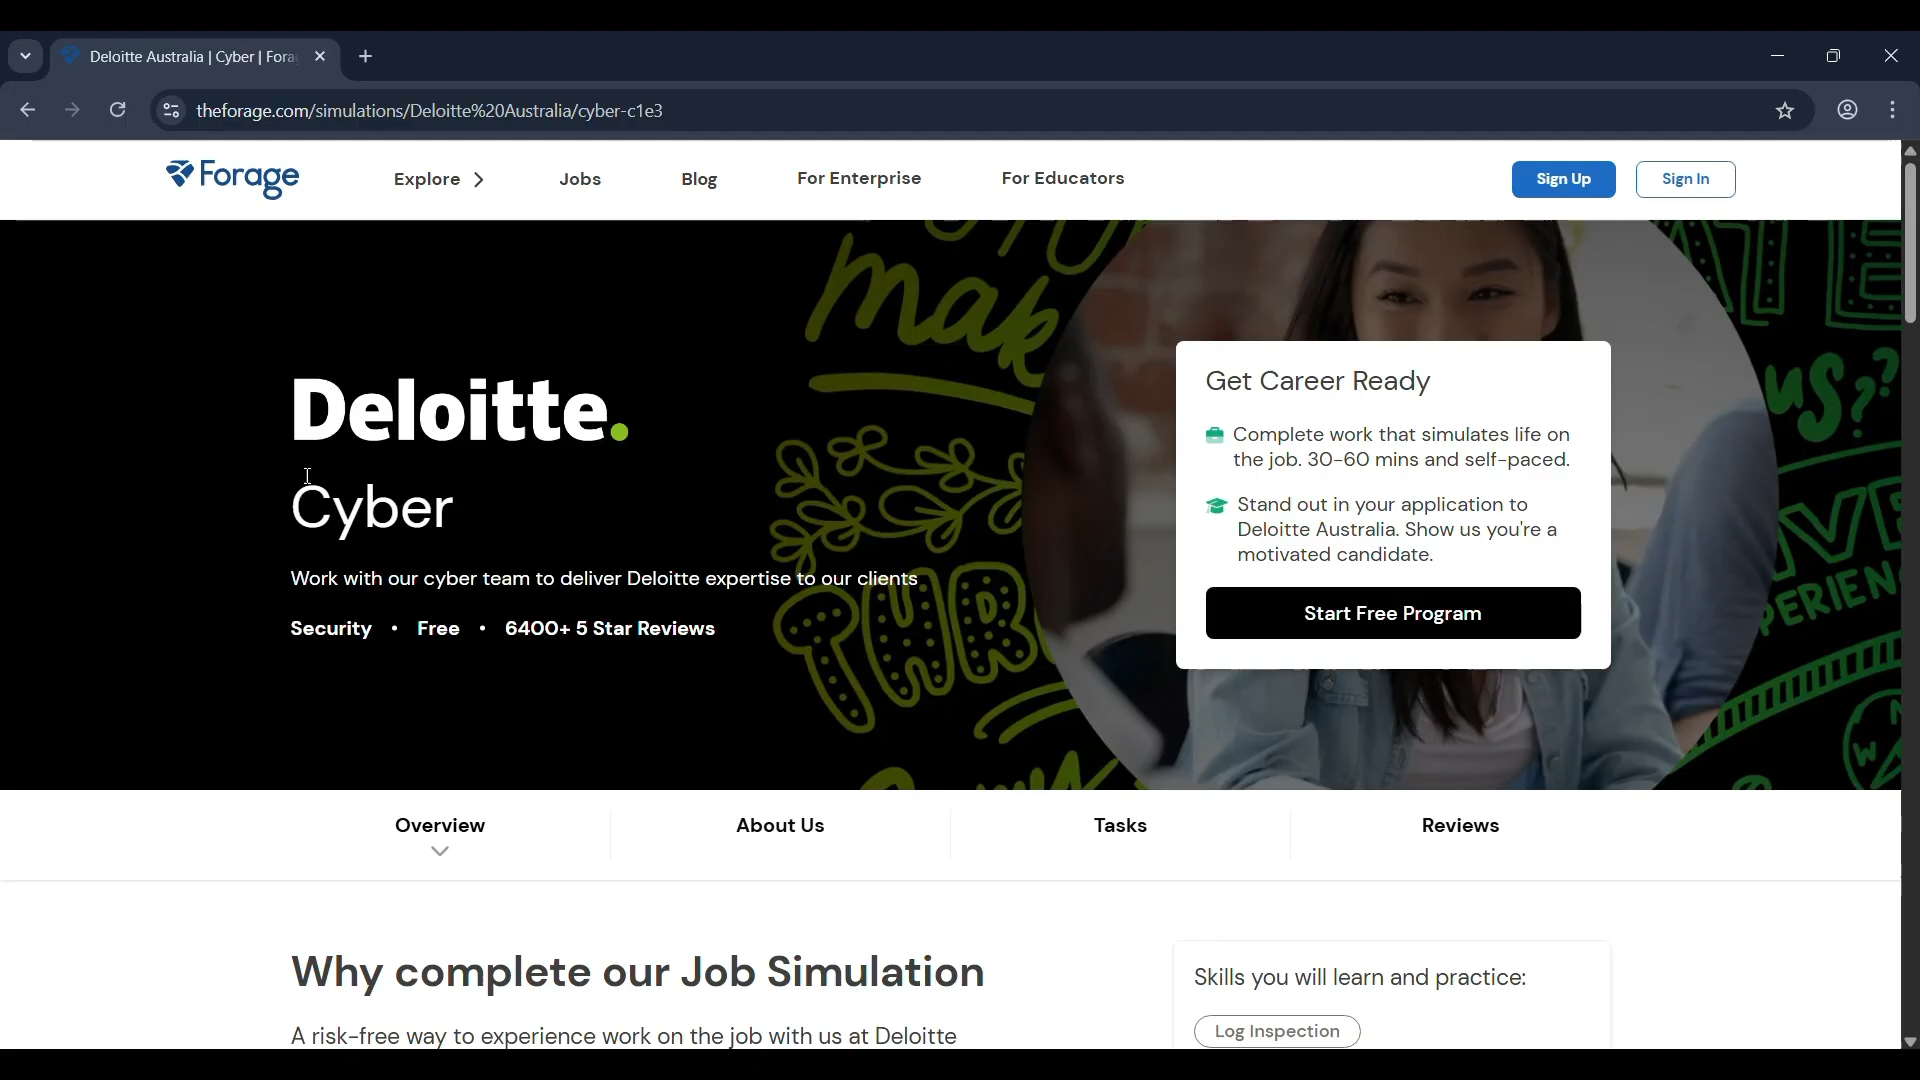 Deloitte Australia | Cyber | Fora
theforage.com/simulations/Deloitte%20Australia/cyber-c1e3
Forage
Explore
Jobs
Blog
For Enterprise
For Educators
Sign Up
Sign In
make
THR
us??
Deloitte.
Cyber
Work with our cyber team to deliver Deloitte expertise to our clients
Security • Free • 6400+ 5 Star Reviews
Get Career Ready
Complete work that simulates life on
the job. 30-60 mins and self-paced.
Stand out in your application to
Deloitte Australia. Show us you're a
motivated candidate.
Start Free Program
Overview
About Us
Tasks
Reviews
Why complete our Job Simulation
A risk-free way to experience work on the job with us at Deloitte
Skills you will learn and practice:
Log Inspection